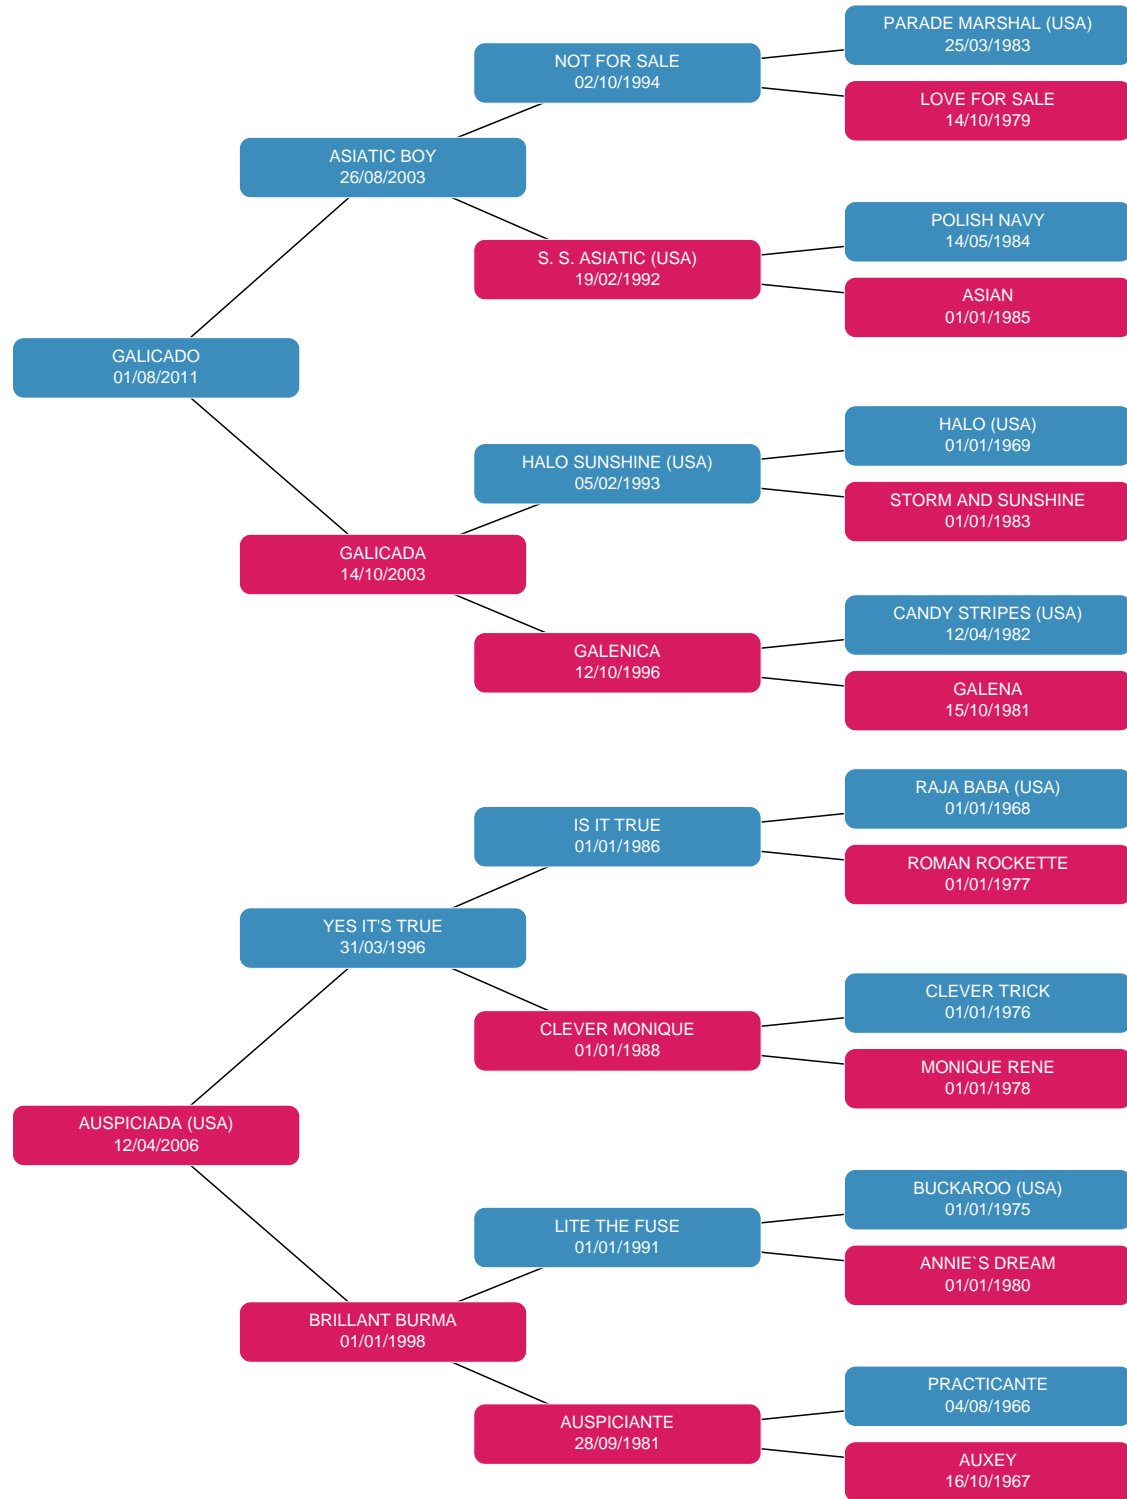 PARADE MARSHAL (USA)
25/03/1983
NOT FOR SALE
02/10/1994
LOVE FOR SALE
14/10/1979
ASIATIC BOY
26/08/2003
POLISH NAVY
14/05/1984
S. S. ASIATIC (USA)
19/02/1992
ASIAN
01/01/1985
GALICADO
01/08/2011
HALO (USA)
01/01/1969
HALO SUNSHINE (USA)
05/02/1993
STORM AND SUNSHINE
01/01/1983
GALICADA
14/10/2003
CANDY STRIPES (USA)
12/04/1982
GALENICA
12/10/1996
GALENA
15/10/1981
RAJA BABA (USA)
01/01/1968
IS IT TRUE
01/01/1986
ROMAN ROCKETTE
01/01/1977
YES IT'S TRUE
31/03/1996
CLEVER TRICK
01/01/1976
CLEVER MONIQUE
01/01/1988
MONIQUE RENE
01/01/1978
AUSPICIADA (USA)
12/04/2006
BUCKAROO (USA)
01/01/1975
LITE THE FUSE
01/01/1991
ANNIE`S DREAM
01/01/1980
BRILLANT BURMA
01/01/1998
PRACTICANTE
04/08/1966
AUSPICIANTE
28/09/1981
AUXEY
16/10/1967